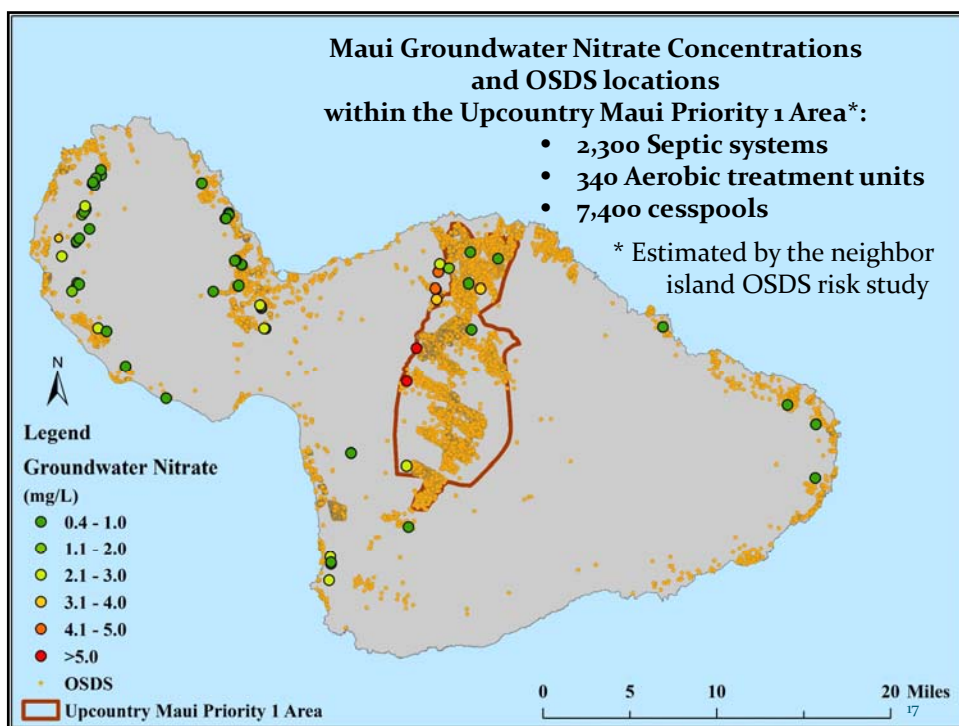 Maui Groundwater Nitrate Concentrations
and OSDS locations
within the Upcountry Maui Priority 1 Area*:
• 2,300 Septic systems
• 340 Aerobic treatment units
• 7,400 cesspools
* Estimated by the neighbor
island OSDS risk study
N
Legend
Groundwater Nitrate
(mg/L)
0.4 - 1.0
1.1 - 2.0
2.1 - 3.0
3.1 - 4.0
4.1 - 5.0
>5.0
OSDS
Upcountry Maui Priority 1 Area
0 5 10 20 Miles
17